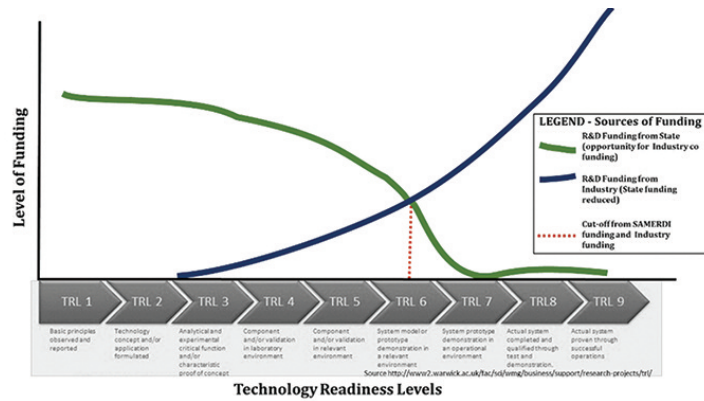 Level of Funding
LEGEND - Sources of Funding
R&D Funding from State
(opportunity for Industry co
funding)
R&D Funding from
Industry (State funding
reduced)
Cut-off from SAMERDI
funding and Industry
funding
TRL 1
TRL 2
TRL 3
TRL 4
TRL 5
TRL 6
TRL 7
TRL8
TRL 9
Basic principles
observed and
reported
Technology
concept and/or
application
formulated
Analytical and
experimental
critical function
and/or
characteristic
proof of concept
Component
and/or validation
in laboratory
environment
Component
and/or validation
in relevant
environment
System model or
prototype
demonstration in
a relevant
environment
System prototype
demonstration in
an operational
environment
Actual system
completed and
qualified through
test and
demonstration.
Actual system
proven through
successful
operations
Source http://www2.warwick.ac.uk/fac/sci/wmg/business/support/research-projects/trl/
Technology Readiness Levels